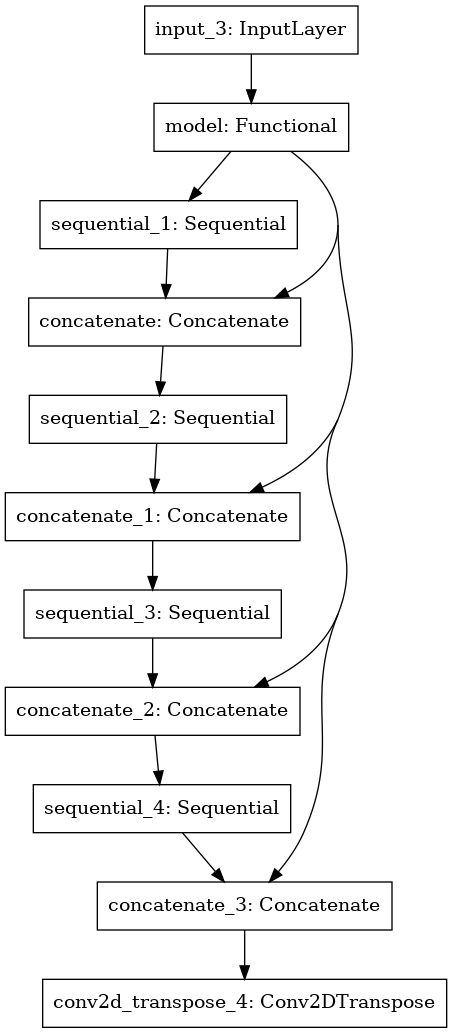 input_3: InputLayer
model: Functional
sequential_1: Sequential
concatenate: Concatenate
sequential_2: Sequential
concatenate_1: Concatenate
sequential_3: Sequential
concatenate_2: Concatenate
sequential_4: Sequential
concatenate_3: Concatenate
conv2d_transpose_4: Conv2DTranspose